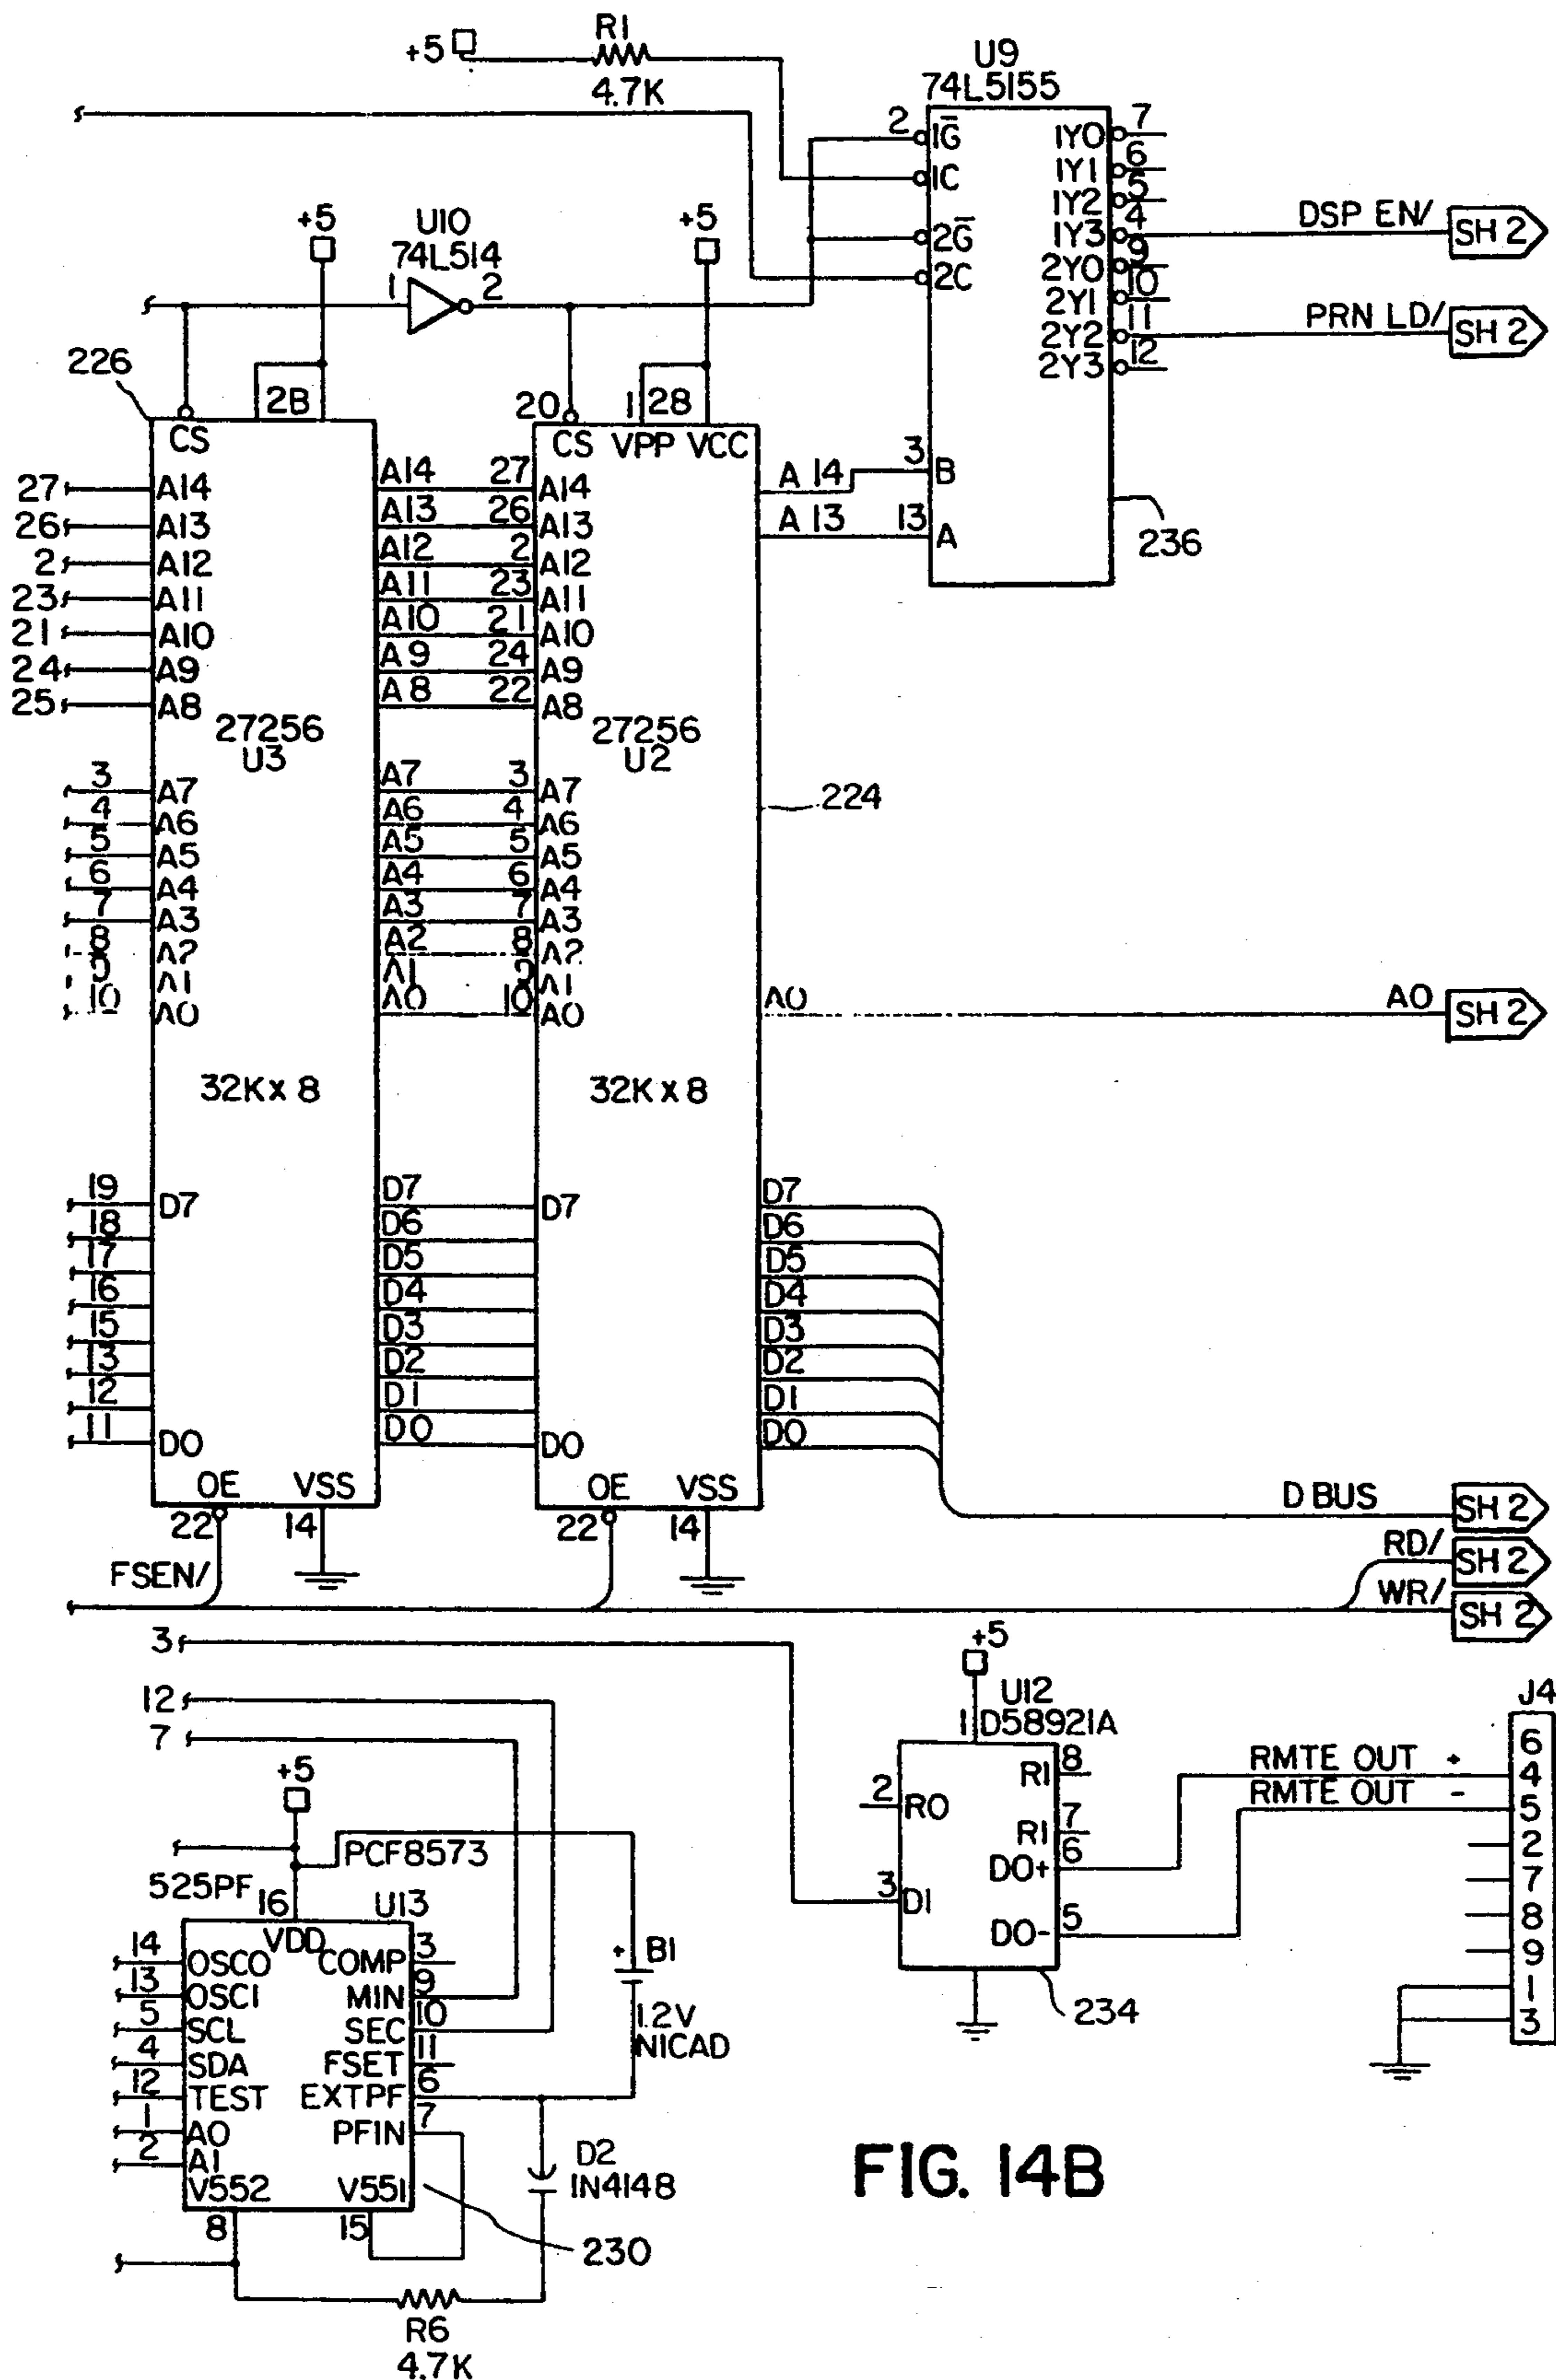 +5
R1
4.7K
U9
74L5155
2
1G̅
1C
2G̅
2C
1Y0
7
1Y1
6
1Y2
5
1Y3
4
2Y0
9
2Y1
10
2Y2
11
2Y3
12
DSP EN/
SH 2
PRN LD/
SH 2
+5
U10
74L514
1
2
+5
226
2B
CS
20
1
28
CS
VPP
VCC
3
B
13
A
A 14
A 13
236
27
A14
A14
27
A14
26
A13
A13
26
A13
2
A12
A12
2
A12
23
A11
A11
23
A11
21
A10
A10
21
A10
24
A9
A9
24
A9
25
A8
A8
22
A8
27256
U3
27256
U2
224
3
A7
A7
3
A7
4
A6
A6
4
A6
5
A5
A5
5
A5
6
A4
A4
6
A4
7
A3
A3
7
A3
8
A2
A2
8
A2
9
A1
A1
9
A1
10
A0
A0
10
A0
A0
A0
SH 2
32K x 8
32K x 8
19
D7
D7
D7
D7
18
D6
D6
17
D5
D5
16
D4
D4
15
D3
D3
13
D2
D2
12
D1
D1
11
D0
D0
D0
D0
OE
VSS
OE
VSS
22
14
22
14
FSEN/
D BUS
SH 2
RD/
SH 2
WR/
SH 2
3
12
7
+5
U12
1
D58921A
2
RO
3
DI
RI
8
RI
7
DO+
6
DO-
5
234
RMTE OUT +
RMTE OUT -
J4
6
4
5
2
7
8
9
1
3
+5
PCF8573
525PF
16
U13
VDD
14
OSCO
COMP
3
13
OSCI
MIN
9
5
SCL
SEC
10
4
SDA
FSET
11
12
TEST
EXTPF
6
1
A0
PFIN
7
2
A1
V552
V551
8
15
230
+
B1
1.2V
NICAD
D2
1N4148
R6
4.7K
FIG. 14B